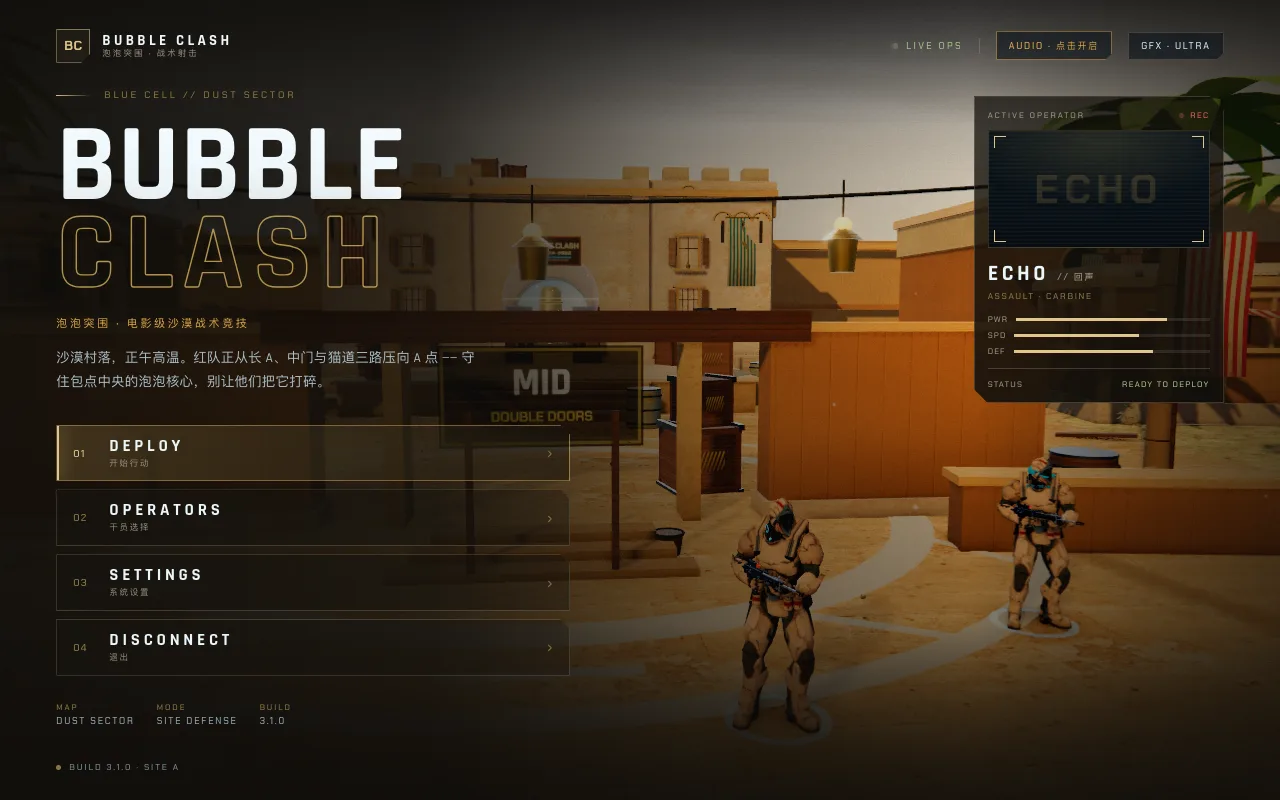 BC
BUBBLE CLASH
泡泡突围 · 战术射击
LIVE OPS
AUDIO · 点击开启
GFX · ULTRA
BLUE CELL // DUST SECTOR
BUBBLE
CLASH
泡泡突围 · 电影级沙漠战术竞技
沙漠村落，正午高温。红队正从长 A、中门与猫道三路压向 A 点 —— 守
住包点中央的泡泡核心，别让他们把它打碎。
01
DEPLOY
开始行动
›
02
OPERATORS
干员选择
›
03
SETTINGS
系统设置
›
04
DISCONNECT
退出
›
MAP
DUST SECTOR
MODE
SITE DEFENSE
BUILD
3.1.0
BUILD 3.1.0 · SITE A
MID
DOUBLE DOORS
ACTIVE OPERATOR
REC
ECHO
ECHO // 回声
ASSAULT · CARBINE
PWR
SPD
DEF
STATUS
READY TO DEPLOY